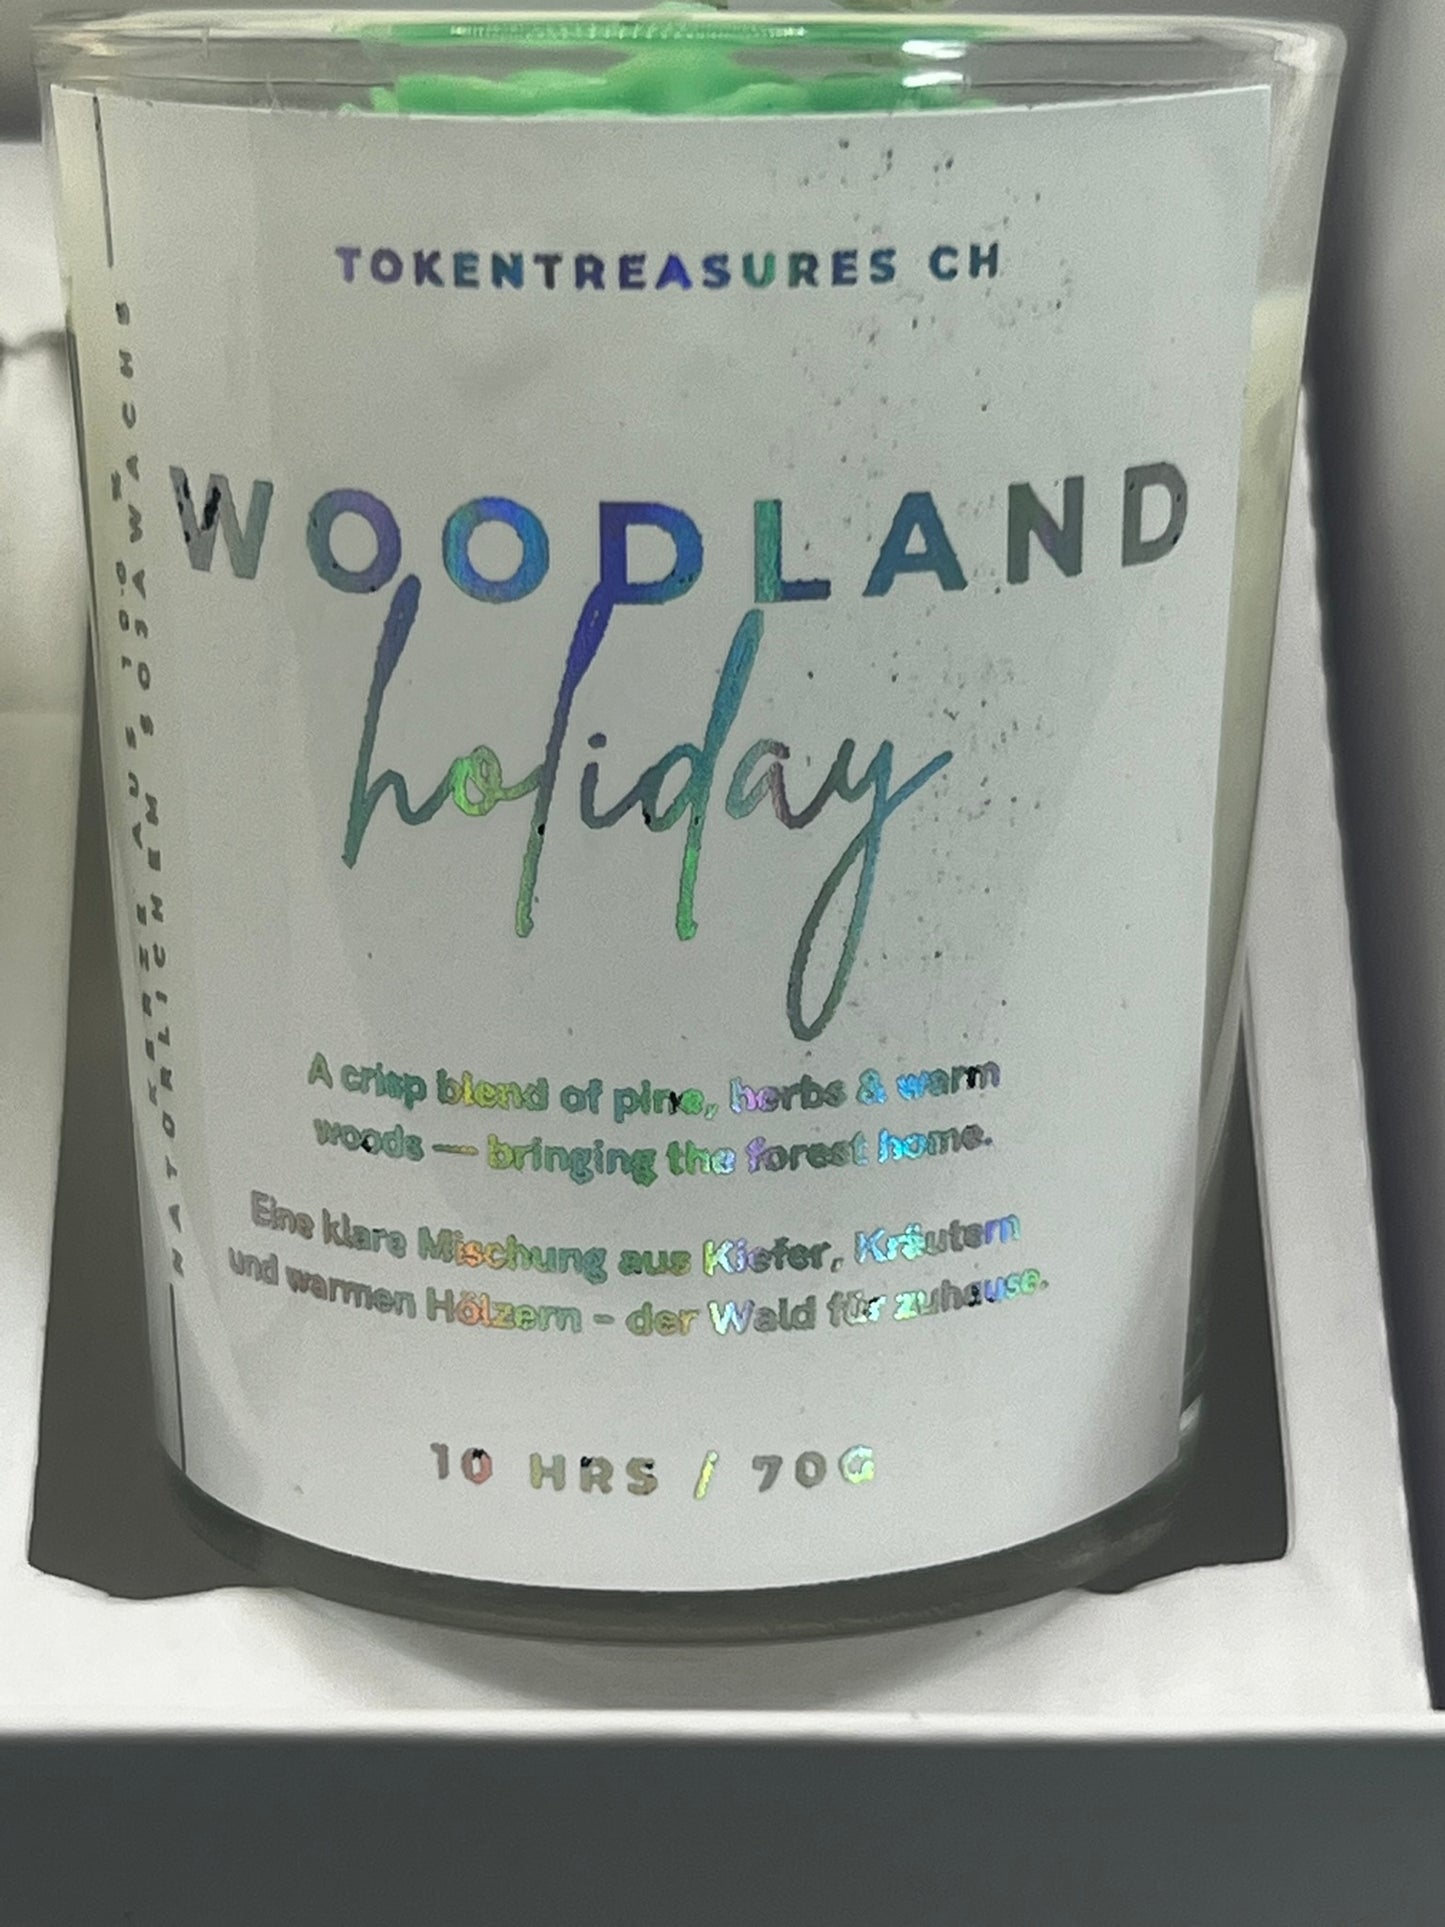 TOKENTREASURES CH
WOODLAND
holiday
A crisp blend of pine, herbs & warm
woods — bringing the forest home.
Eine klare Mischung aus Kiefer, Kräutern
und warmen Hölzern – der Wald für zuhause.
10 HRS / 70G
KERZE AUS 100 %
NATÜRLICHEM SOJAWACHS